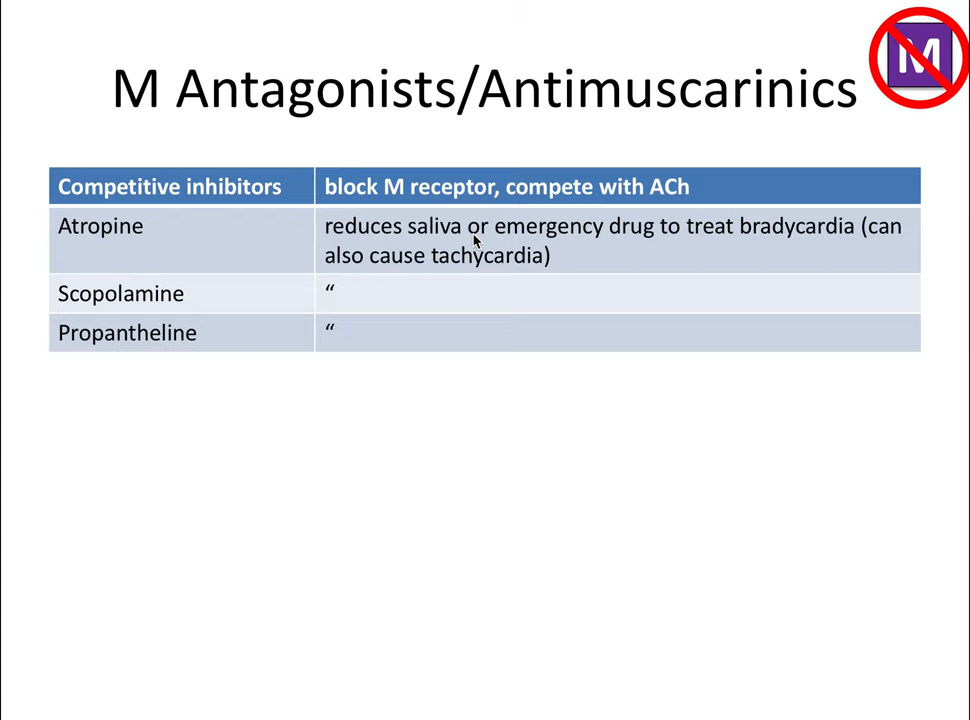 M
M Antagonists/Antimuscarinics
Competitive inhibitors block M receptor, compete with ACh
Atropine reduces saliva or emergency drug to treat bradycardia (can
also cause tachycardia)
Scopolamine “
Propantheline “